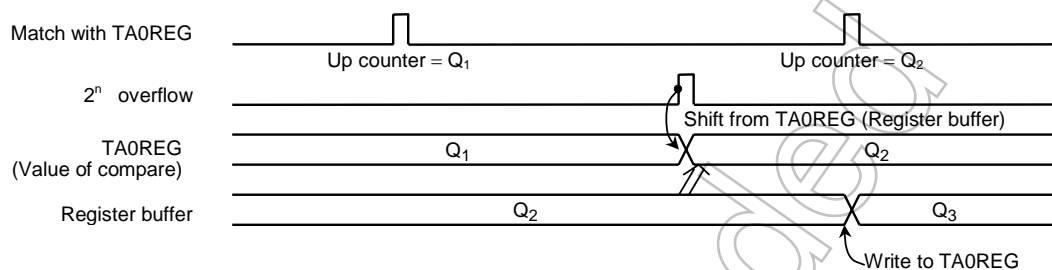 Match with TA0REG
Up counter = Q₁
Up counter = Q₂
2ⁿ overflow
Shift from TA0REG (Register buffer)
TA0REG
(Value of compare)
Q₁
Q₂
Register buffer
Q₂
Q₃
Write to TA0REG